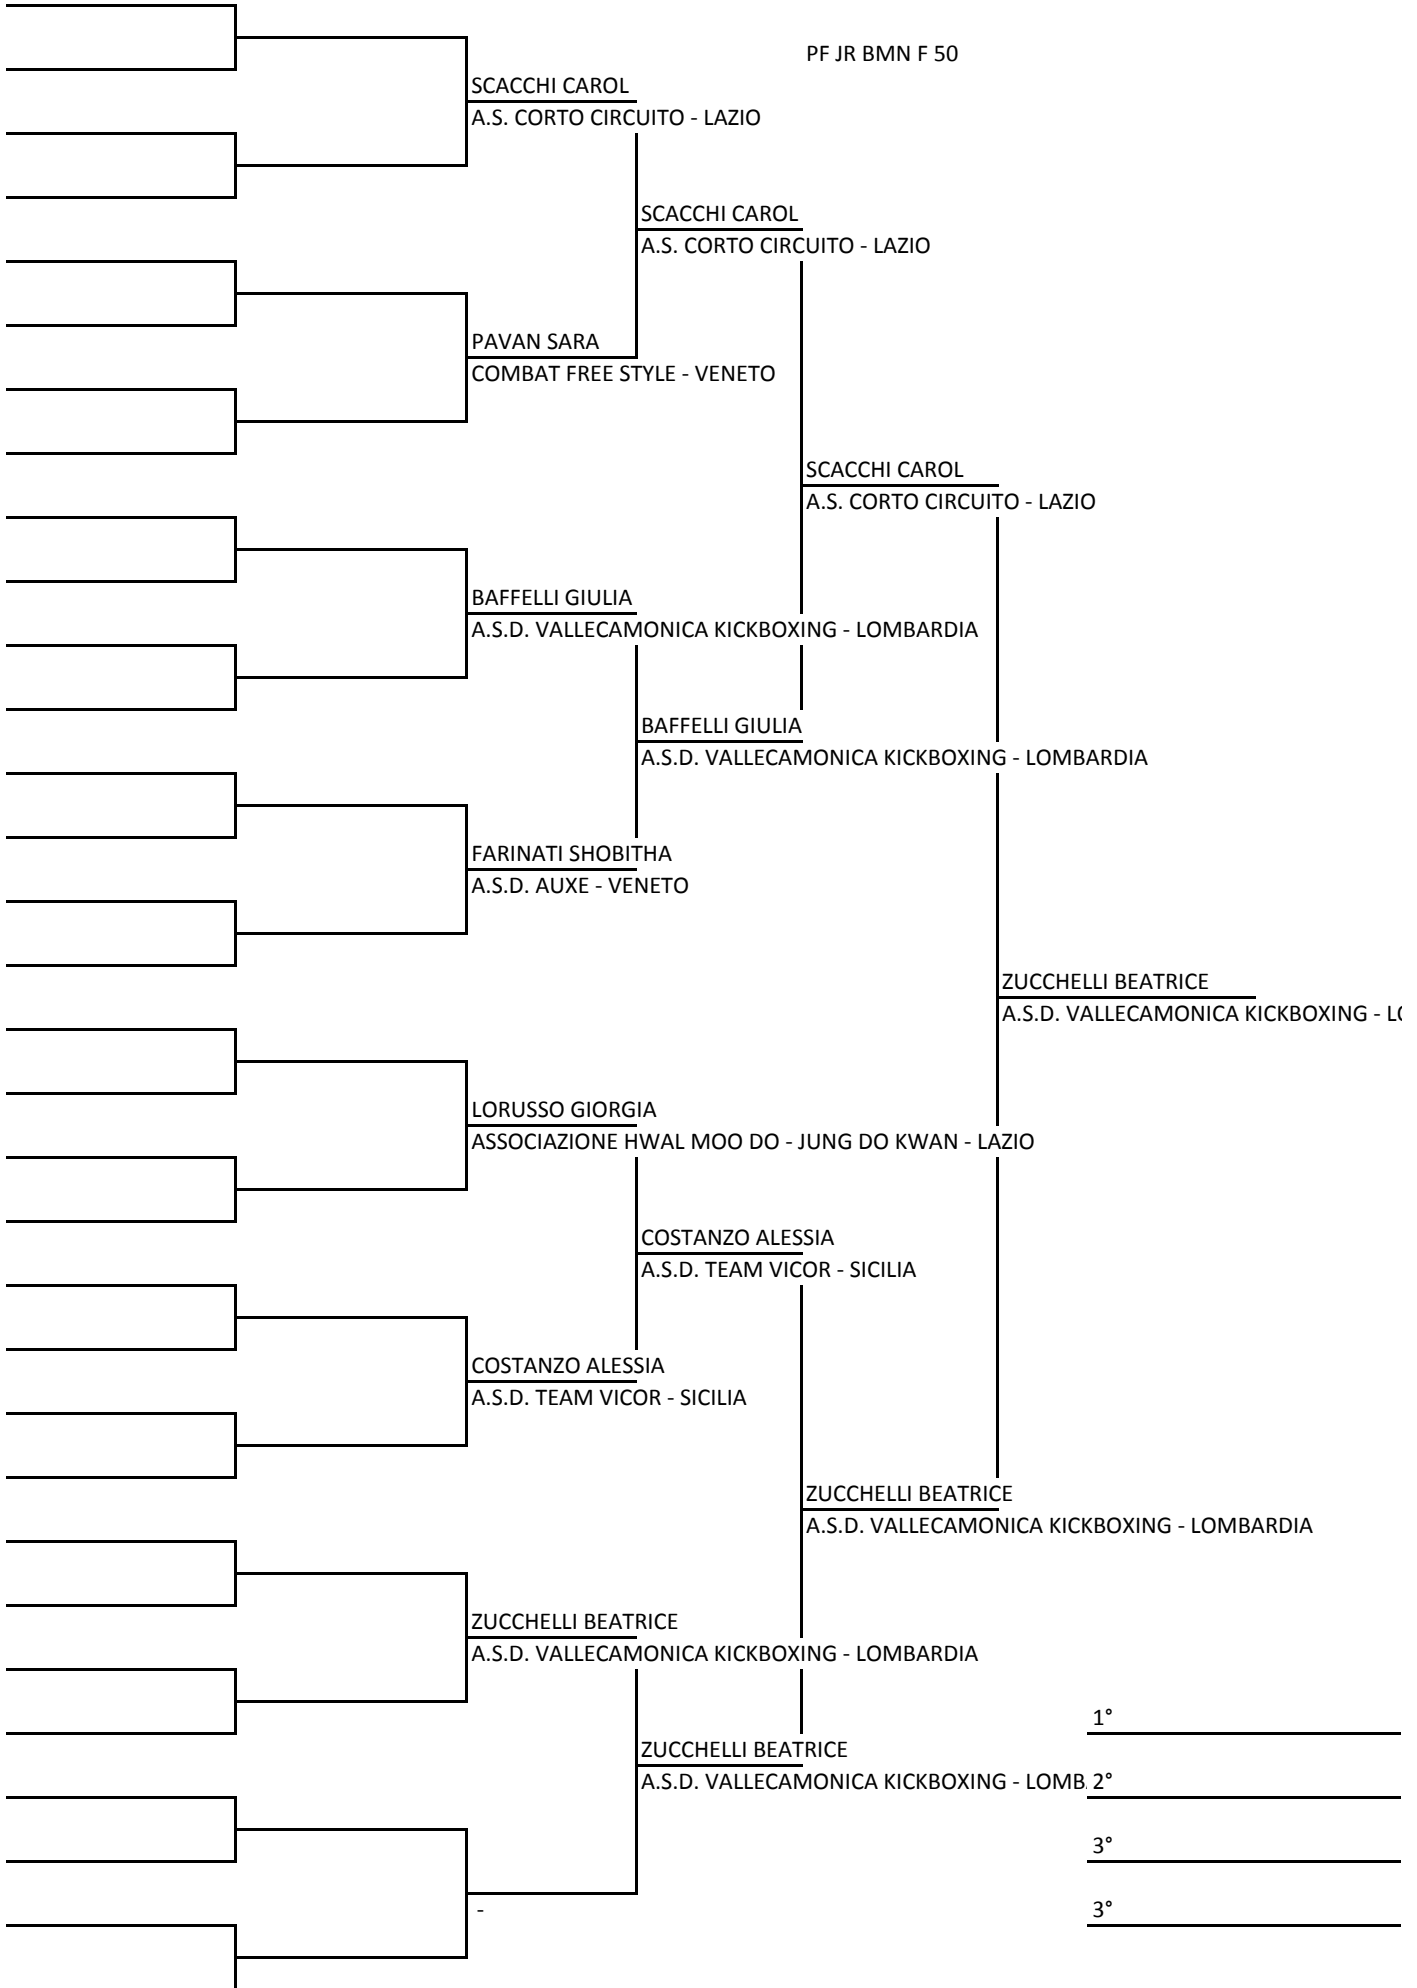 PF JR BMN F 50
SCACCHI CAROL
A.S. CORTO CIRCUITO - LAZIO
SCACCHI CAROL
A.S. CORTO CIRCUITO - LAZIO
PAVAN SARA
COMBAT FREE STYLE - VENETO
SCACCHI CAROL
A.S. CORTO CIRCUITO - LAZIO
BAFFELLI GIULIA
A.S.D. VALLECAMONICA KICKBOXING - LOMBARDIA
BAFFELLI GIULIA
A.S.D. VALLECAMONICA KICKBOXING - LOMBARDIA
FARINATI SHOBITHA
A.S.D. AUXE - VENETO
ZUCCHELLI BEATRICE
A.S.D. VALLECAMONICA KICKBOXING - LO
LORUSSO GIORGIA
ASSOCIAZIONE HWAL MOO DO - JUNG DO KWAN - LAZIO
COSTANZO ALESSIA
A.S.D. TEAM VICOR - SICILIA
COSTANZO ALESSIA
A.S.D. TEAM VICOR - SICILIA
ZUCCHELLI BEATRICE
A.S.D. VALLECAMONICA KICKBOXING - LOMBARDIA
ZUCCHELLI BEATRICE
A.S.D. VALLECAMONICA KICKBOXING - LOMBARDIA
1°
ZUCCHELLI BEATRICE
A.S.D. VALLECAMONICA KICKBOXING - LOMB
2°
3°
3°
-